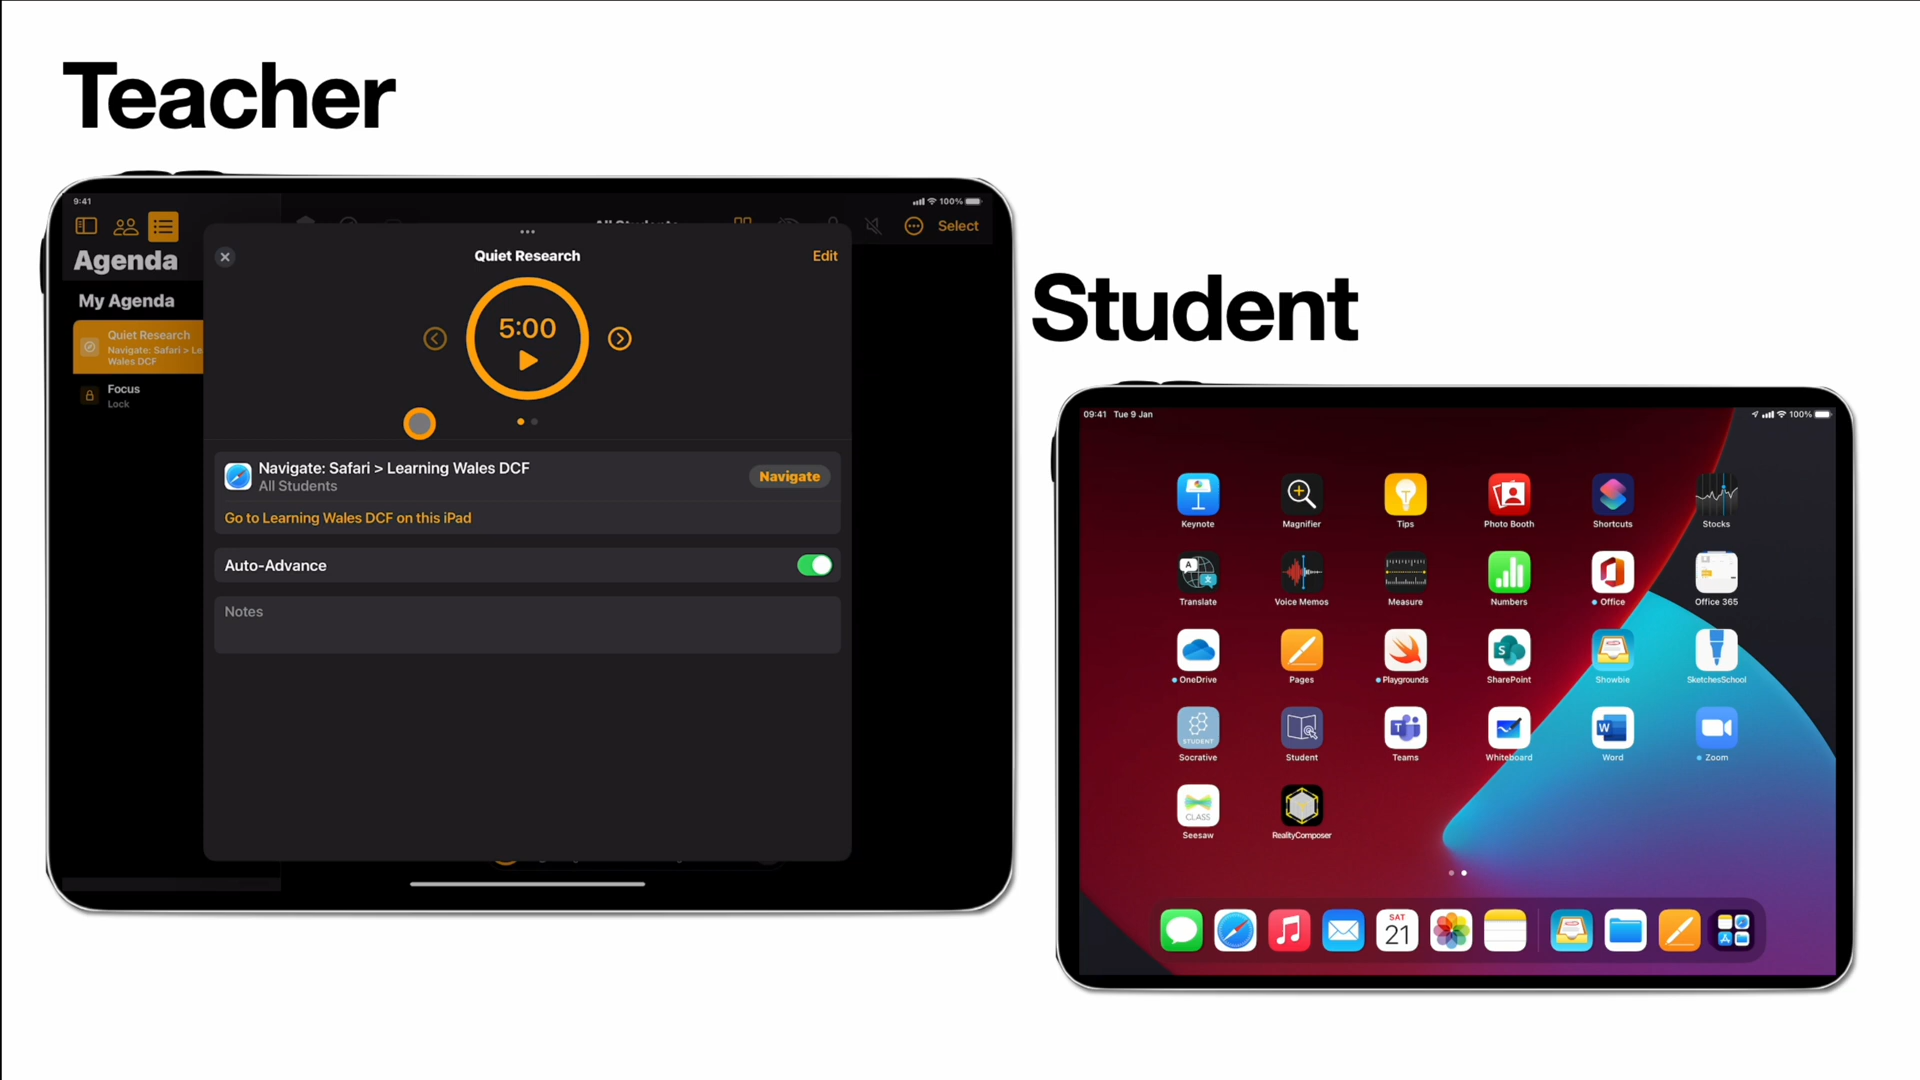 Teacher
9:41
100%
Select
Agenda
My Agenda
Quiet Research
Navigate: Safari > Le
Wales DCF
Focus
Lock
Quiet Research
Edit
5:00
Navigate: Safari > Learning Wales DCF
All Students
Navigate
Go to Learning Wales DCF on this iPad
Auto-Advance
Notes
Student
09:41 Tue 9 Jan
100%
Keynote
Magnifier
Tips
Photo Booth
Shortcuts
Stocks
Translate
Voice Memos
Measure
Numbers
Office
Office 365
OneDrive
Pages
Playgrounds
SharePoint
Showbie
SketchesSchool
STUDENT
Socrative
Student
Teams
Whiteboard
Word
Zoom
CLASS
Seesaw
RealityComposer
SAT
21